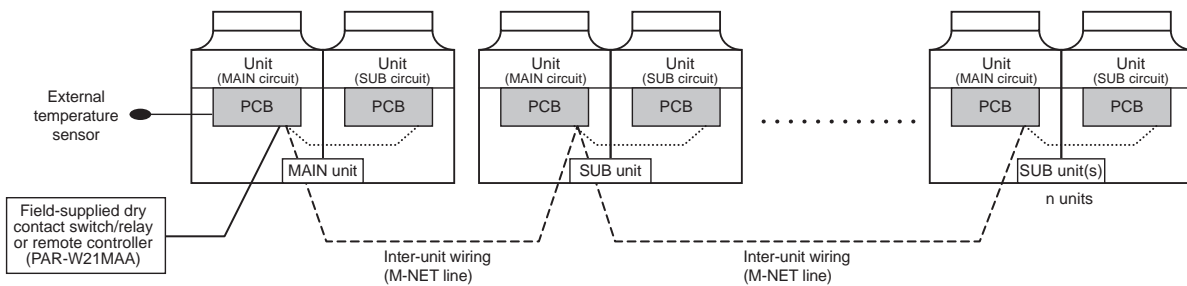 Unit
(MAIN circuit)
Unit
(SUB circuit)
Unit
(MAIN circuit)
Unit
(SUB circuit)
Unit
(MAIN circuit)
Unit
(SUB circuit)
External
temperature
sensor
PCB
PCB
PCB
PCB
PCB
PCB
MAIN unit
SUB unit
SUB unit(s)
n units
Field-supplied dry
contact switch/relay
or remote controller
(PAR-W21MAA)
Inter-unit wiring
(M-NET line)
Inter-unit wiring
(M-NET line)